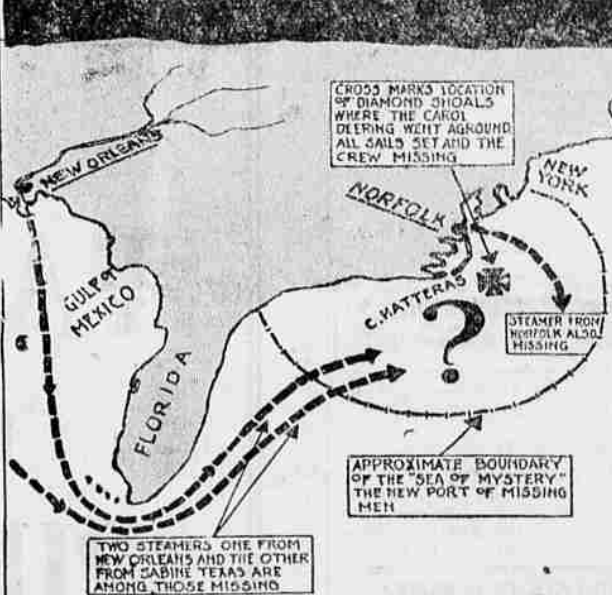 CROSS MARKS LOCATION
OF DIAMOND SHOALS
WHERE THE CAROL
DEERING WENT AGROUND
ALL SAILS SET AND THE
CREW MISSING
NEW ORLEANS
NEW
YORK
NORFOLK
GULF OF
MEXICO
C. HATTERAS
?
STEAMER FROM
NORFOLK ALSO
MISSING
FLORIDA
APPROXIMATE BOUNDARY
OF THE "SEA OF MYSTERY"
THE NEW PORT OF MISSING
MEN
TWO STEAMERS ONE FROM
NEW ORLEANS AND THE OTHER
FROM SABINE TEXAS ARE
AMONG THOSE MISSING